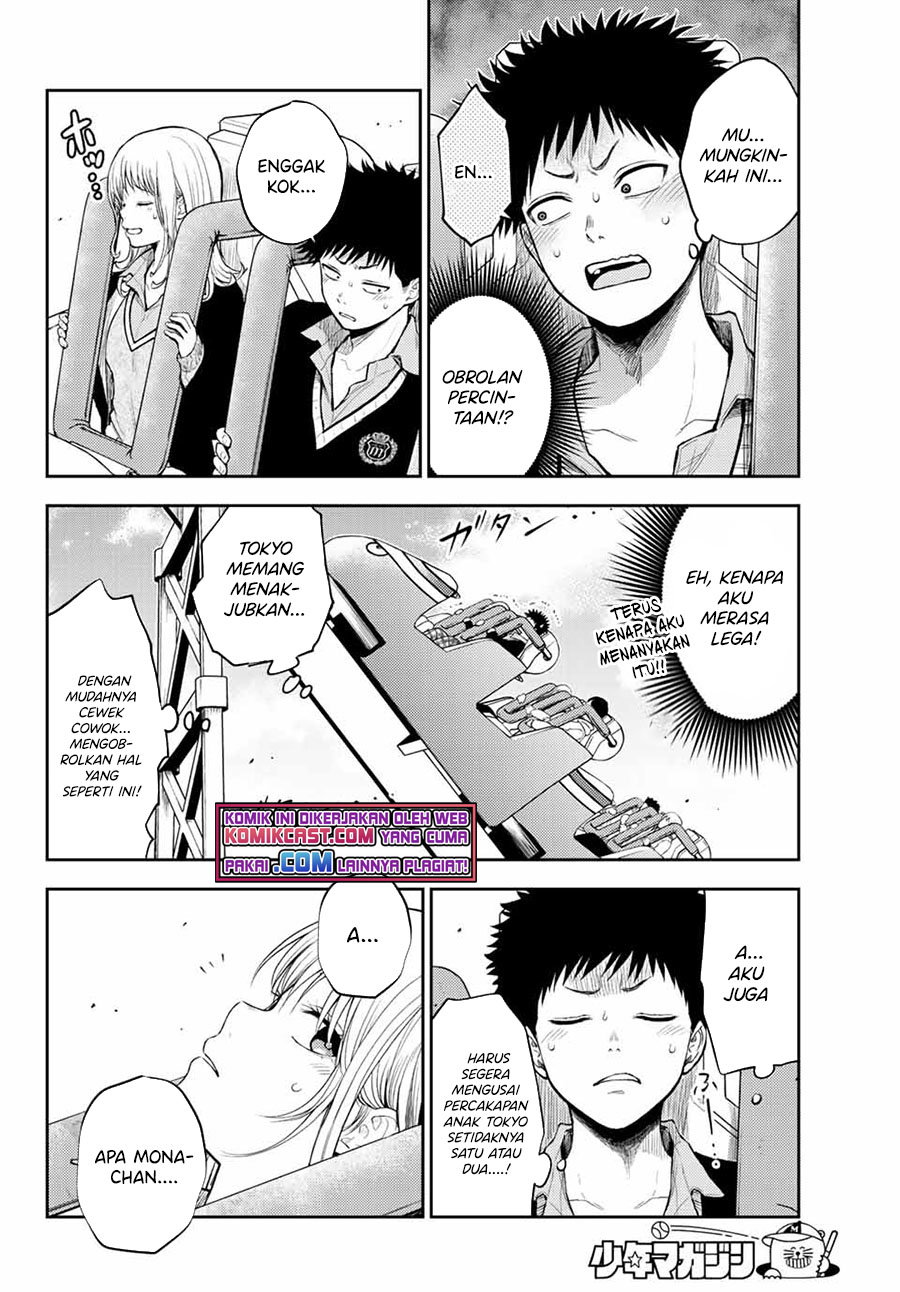 MU...
MUNGKIN-
KAH INI...
EN...
OBROLAN
PERCIN-
TAAN!?
ENGGAK
KOK...
ホッ…
EH, KENAPA
AKU
MERASA
LEGA!
TERUS
KENAPA AKU
MENANYAKAN
ITU!!
ガタン
TOKYO
MEMANG
MENAK-
JUBKAN...
DENGAN
MUDAHNYA
CEWEK
COWOK...
MENGOB-
ROLKAN HAL
YANG
SEPERTI INI!
KOMIK INI DIKERJAKAN OLEH WEB
KOMIKCAST.COM YANG CUMA
PAKAI .COM LAINNYA PLAGIAT!
A...
AKU
JUGA
HARUS
SEGERA
MENGUSAI
PERCAKAPAN
ANAK TOKYO
SETIDAKNYA
SATU ATAU
DUA....!
ふぅ…
A...
APA MONA-
CHAN....
少年マガジン
M